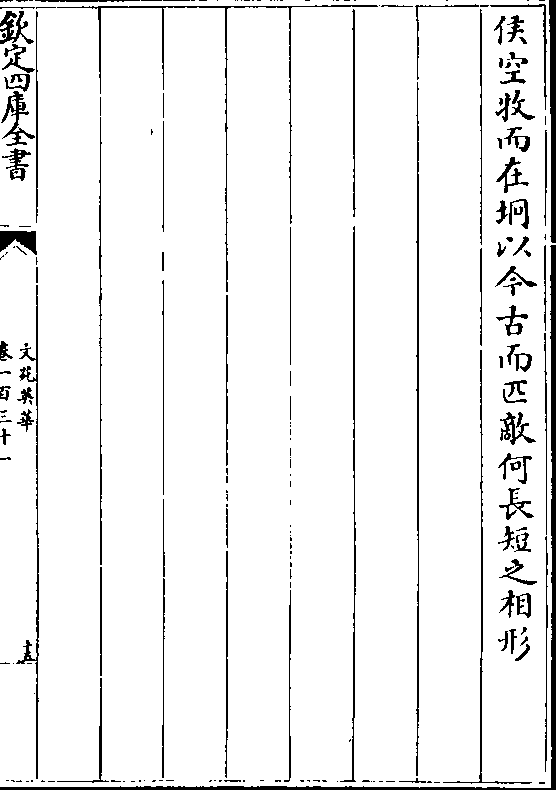 侯空牧而在坰以今古而匹敵何長短之相形
欽定四庫全書
文苑英華
卷一百三十一
十五